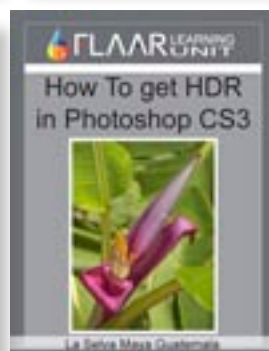 FLAAR LEARNING
UNIT
How To get HDR
in Photoshop CS3
La Selva Maya Guatemala